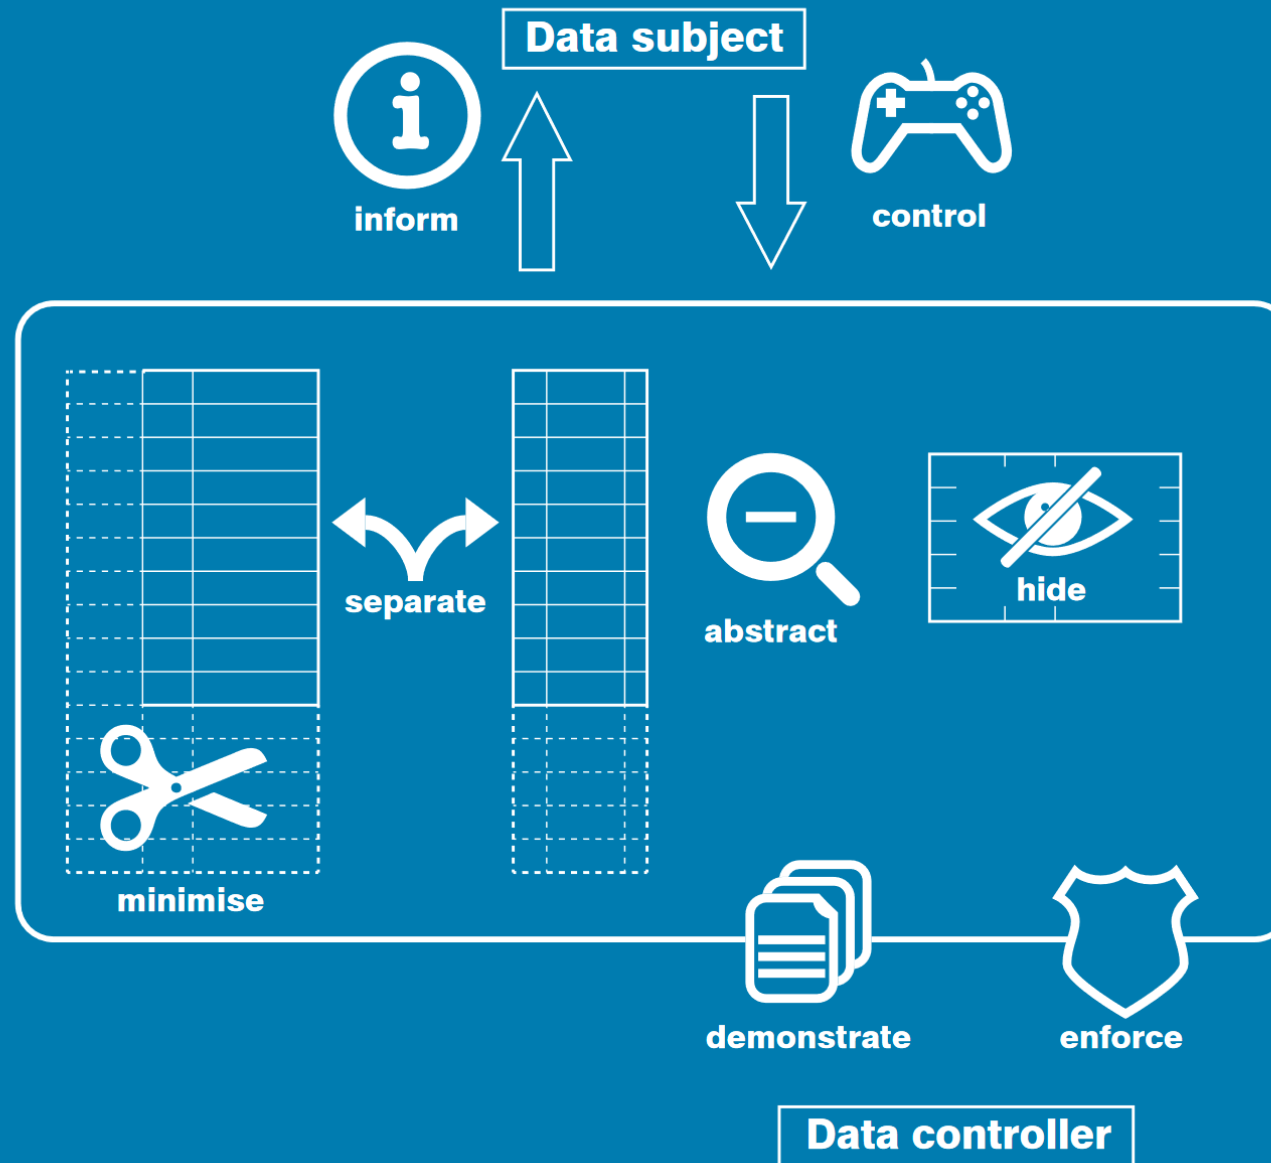 Data subject
inform
control
separate
abstract
hide
minimise
demonstrate
enforce
Data controller